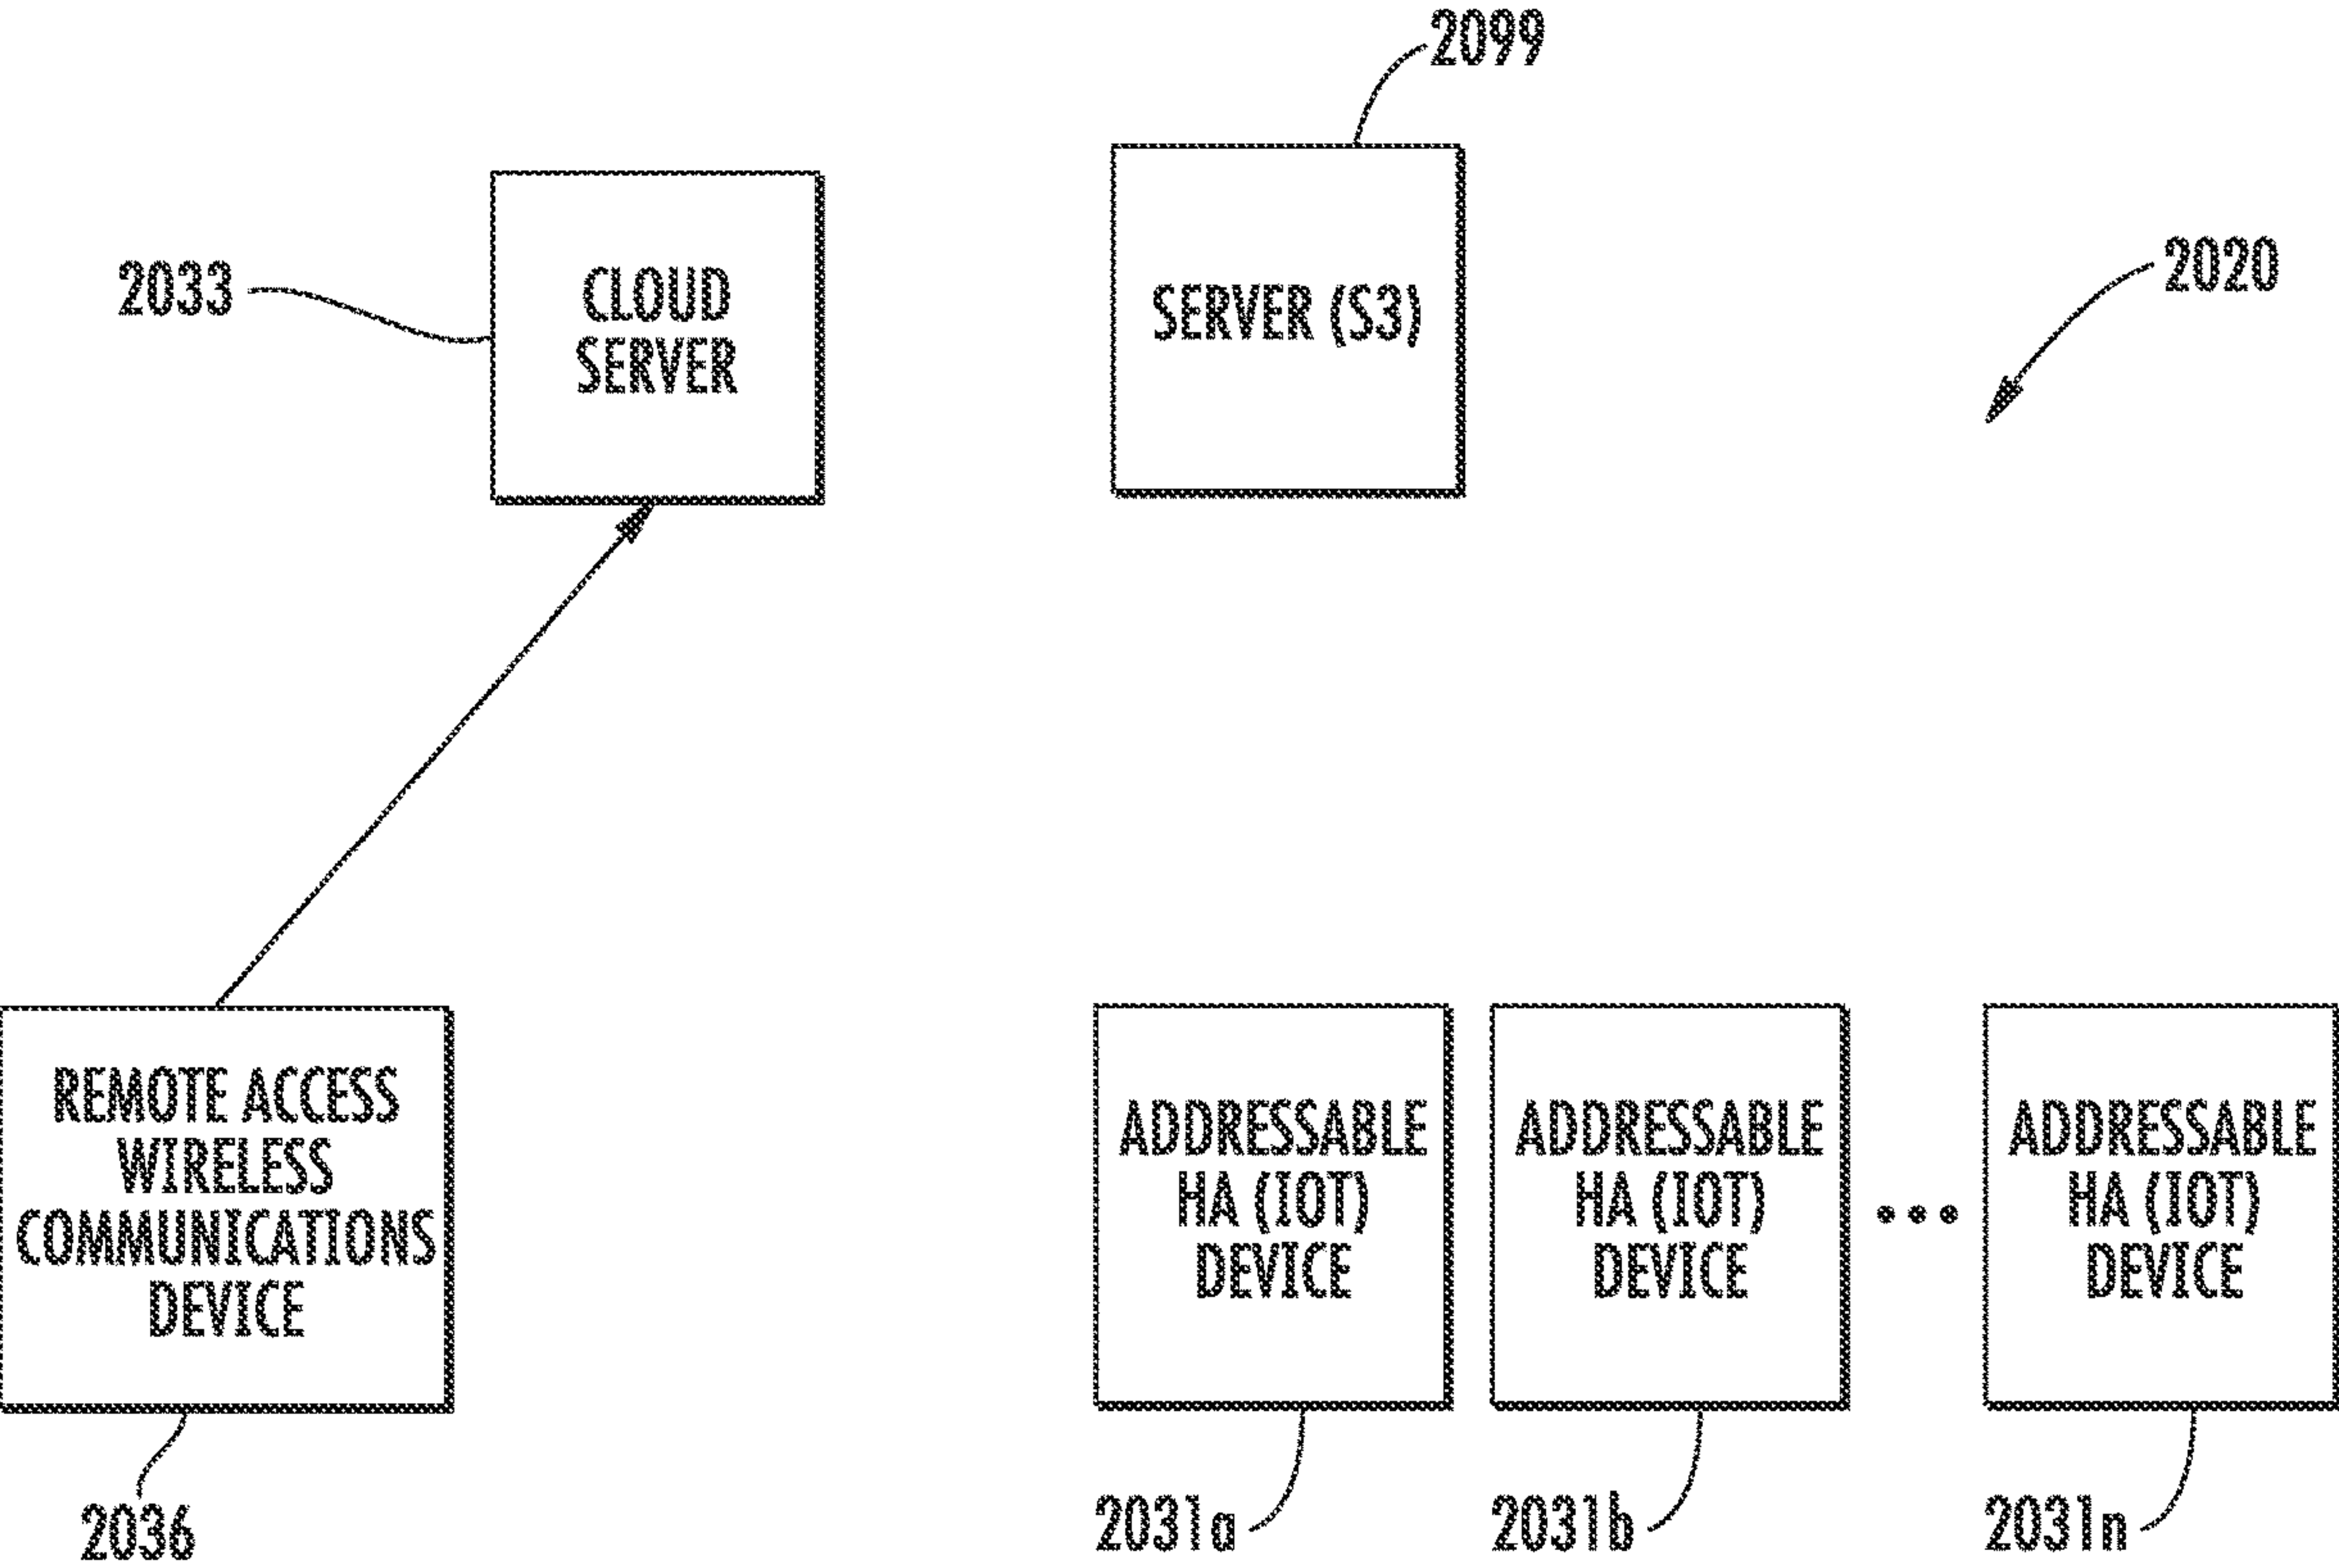 2099
2033
CLOUD
SERVER
SERVER (S3)
2020
REMOTE ACCESS
WIRELESS
COMMUNICATIONS
DEVICE
ADDRESSABLE
HA (IOT)
DEVICE
ADDRESSABLE
HA (IOT)
DEVICE
ADDRESSABLE
HA (IOT)
DEVICE
2036
2031a
2031b
2031n